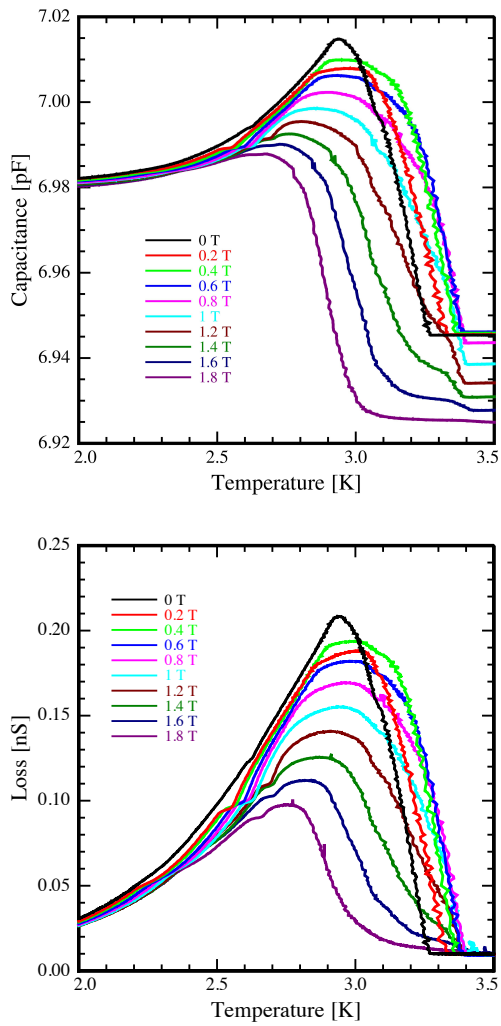 7.02
7.00
6.98
6.96
6.94
6.92
Capacitance [pF]
0 T
0.2 T
0.4 T
0.6 T
0.8 T
1 T
1.2 T
1.4 T
1.6 T
1.8 T
2.0 2.5 3.0 3.5
Temperature [K]
0.25
0.20
0.15
0.10
0.05
0.00
Loss [nS]
0 T
0.2 T
0.4 T
0.6 T
0.8 T
1 T
1.2 T
1.4 T
1.6 T
1.8 T
2.0 2.5 3.0 3.5
Temperature [K]